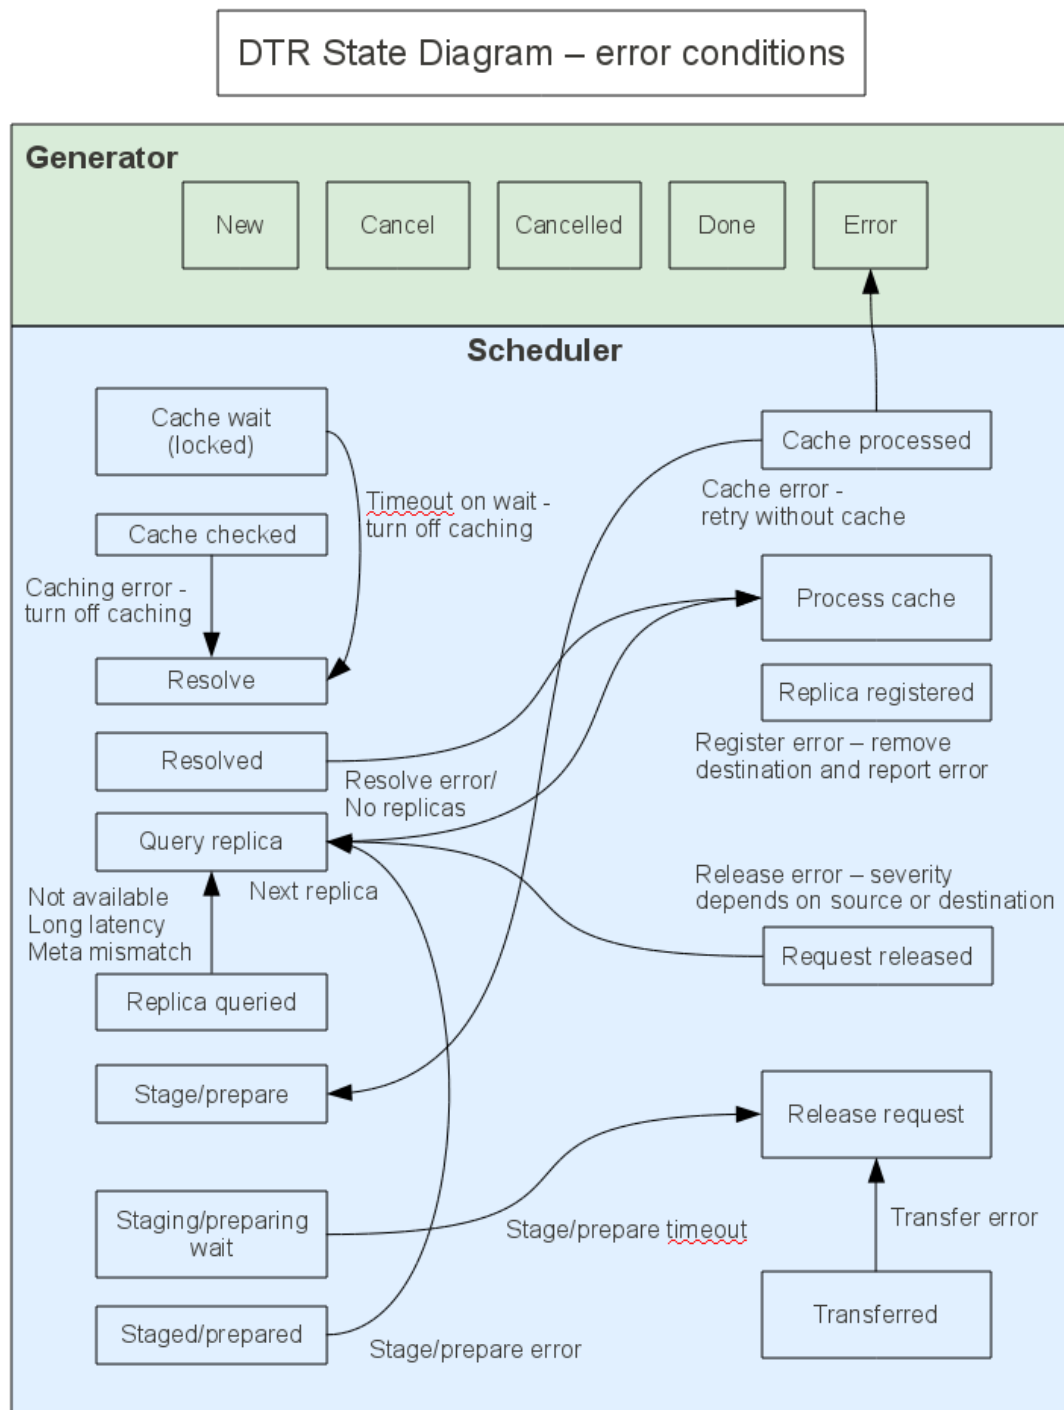 DTR State Diagram – error conditions
Generator
New
Cancel
Cancelled
Done
Error
Scheduler
Cache wait
(locked)
Timeout on wait -
turn off caching
Cache checked
Caching error -
turn off caching
Resolve
Resolved
Resolve error/
No replicas
Query replica
Next replica
Not available
Long latency
Meta mismatch
Replica queried
Stage/prepare
Staging/preparing
wait
Stage/prepare timeout
Staged/prepared
Stage/prepare error
Cache processed
Cache error -
retry without cache
Process cache
Replica registered
Register error – remove
destination and report error
Release error – severity
depends on source or destination
Request released
Release request
Transfer error
Transferred